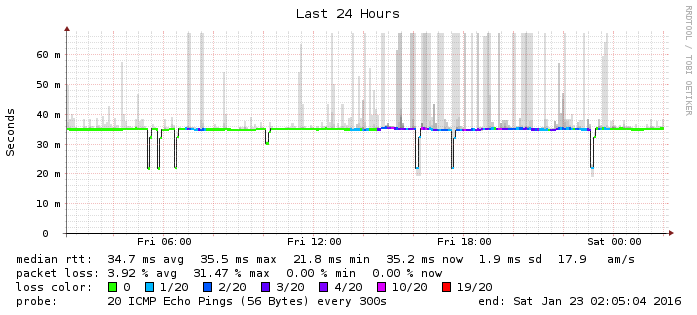 Last 24 Hours
RRDTOOL / TOBI OETIKER
Seconds
60 m
50 m
40 m
30 m
20 m
10 m
0
Fri 06:00 Fri 12:00 Fri 18:00 Sat 00:00
median rtt: 34.7 ms avg 35.5 ms max 21.8 ms min 35.2 ms now 1.9 ms sd 17.9 am/s
packet loss: 3.92 % avg 31.47 % max 0.00 % min 0.00 % now
loss color: 0 1/20 2/20 3/20 4/20 10/20 19/20
probe: 20 ICMP Echo Pings (56 Bytes) every 300s end: Sat Jan 23 02:05:04 2016